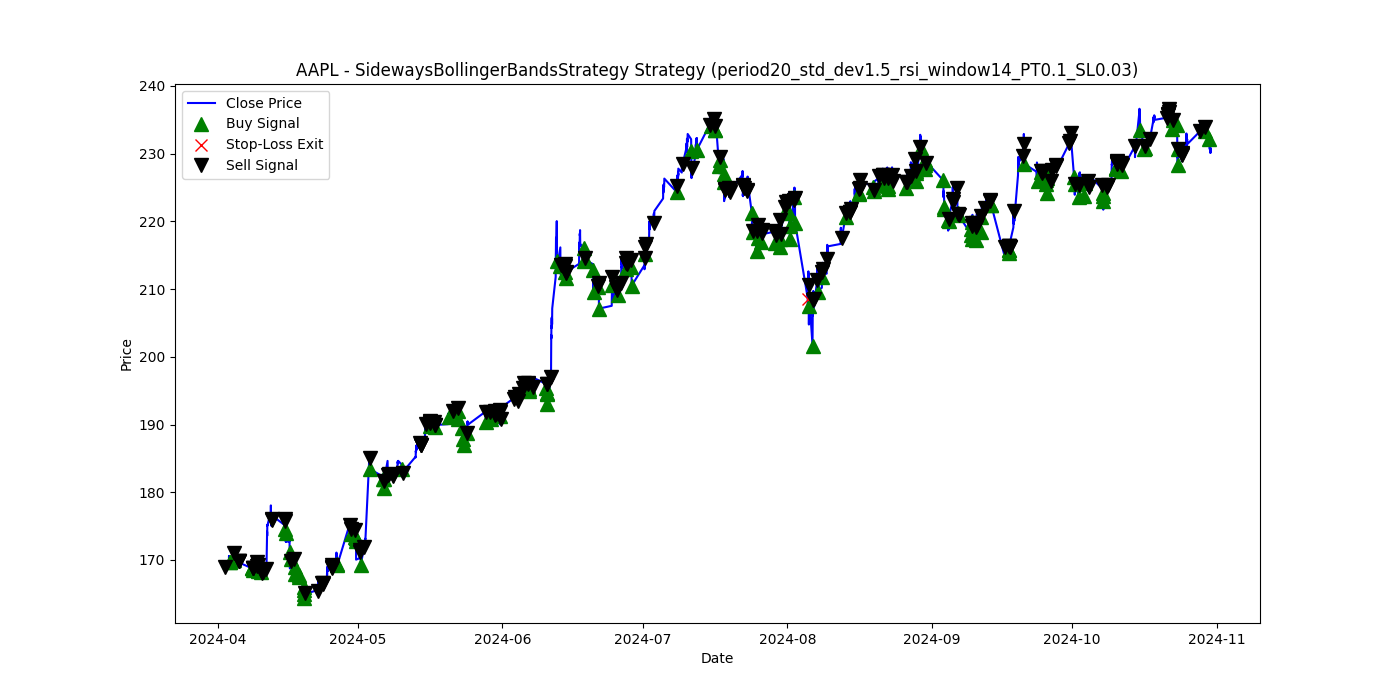 AAPL - SidewaysBollingerBandsStrategy Strategy (period20_std_dev1.5_rsi_window14_PT0.1_SL0.03)
Close Price
Buy Signal
Stop-Loss Exit
Sell Signal
240
230
220
210
200
190
180
170
Price
2024-04
2024-05
2024-06
2024-07
2024-08
2024-09
2024-10
2024-11
Date